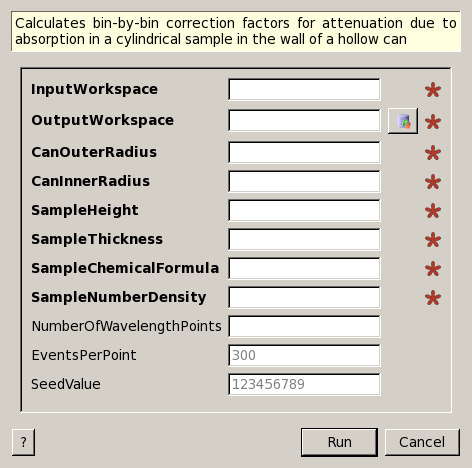 Calculates bin-by-bin correction factors for attenuation due to
absorption in a cylindrical sample in the wall of a hollow can
InputWorkspace
OutputWorkspace
CanOuterRadius
CanInnerRadius
SampleHeight
SampleThickness
SampleChemicalFormula
SampleNumberDensity
NumberOfWavelengthPoints
EventsPerPoint 300
SeedValue 123456789
? Run Cancel